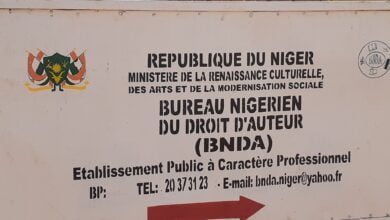 REPUBLIQUE DU NIGER
MINISTERE DE LA RENAISSANCE CULTURELLE,
DES ARTS ET DE LA MODERNISATION SOCIALE
BUREAU NIGERIEN
DU DROIT D'AUTEUR
(BNDA)
Etablissement Public à Caractère Professionnel
BP: TEL: 20 37 31 23 - E-mail: bnda.niger@yahoo.fr